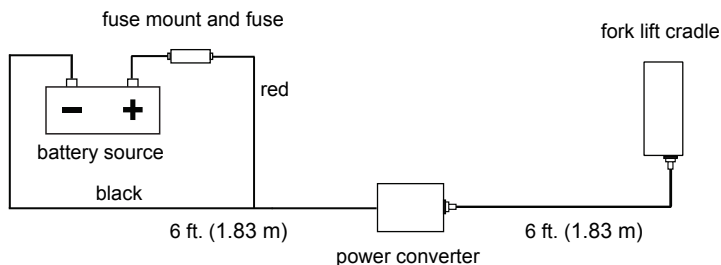 fuse mount and fuse
fork lift cradle
red
− +
battery source
black
6 ft. (1.83 m)
6 ft. (1.83 m)
power converter